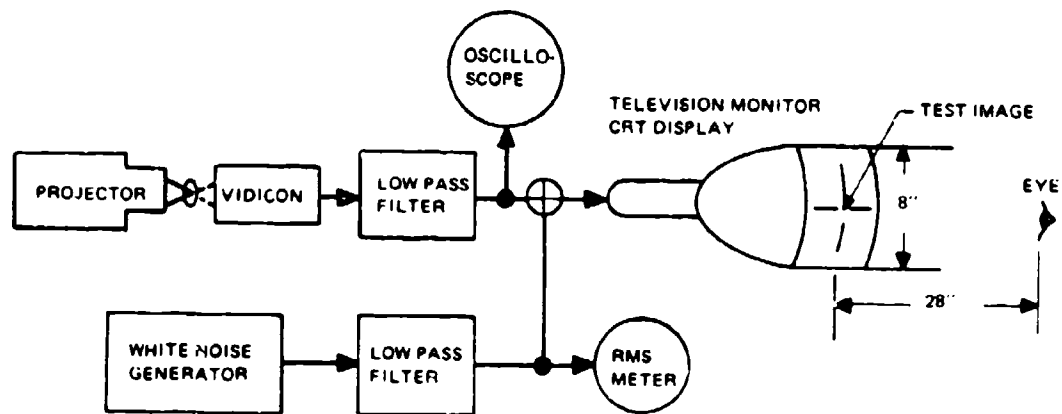 OSCILLO-
SCOPE
TELEVISION MONITOR
CRT DISPLAY
TEST IMAGE
PROJECTOR
VIDICON
LOW PASS
FILTER
8"
EYE
28"
WHITE NOISE
GENERATOR
LOW PASS
FILTER
RMS
METER